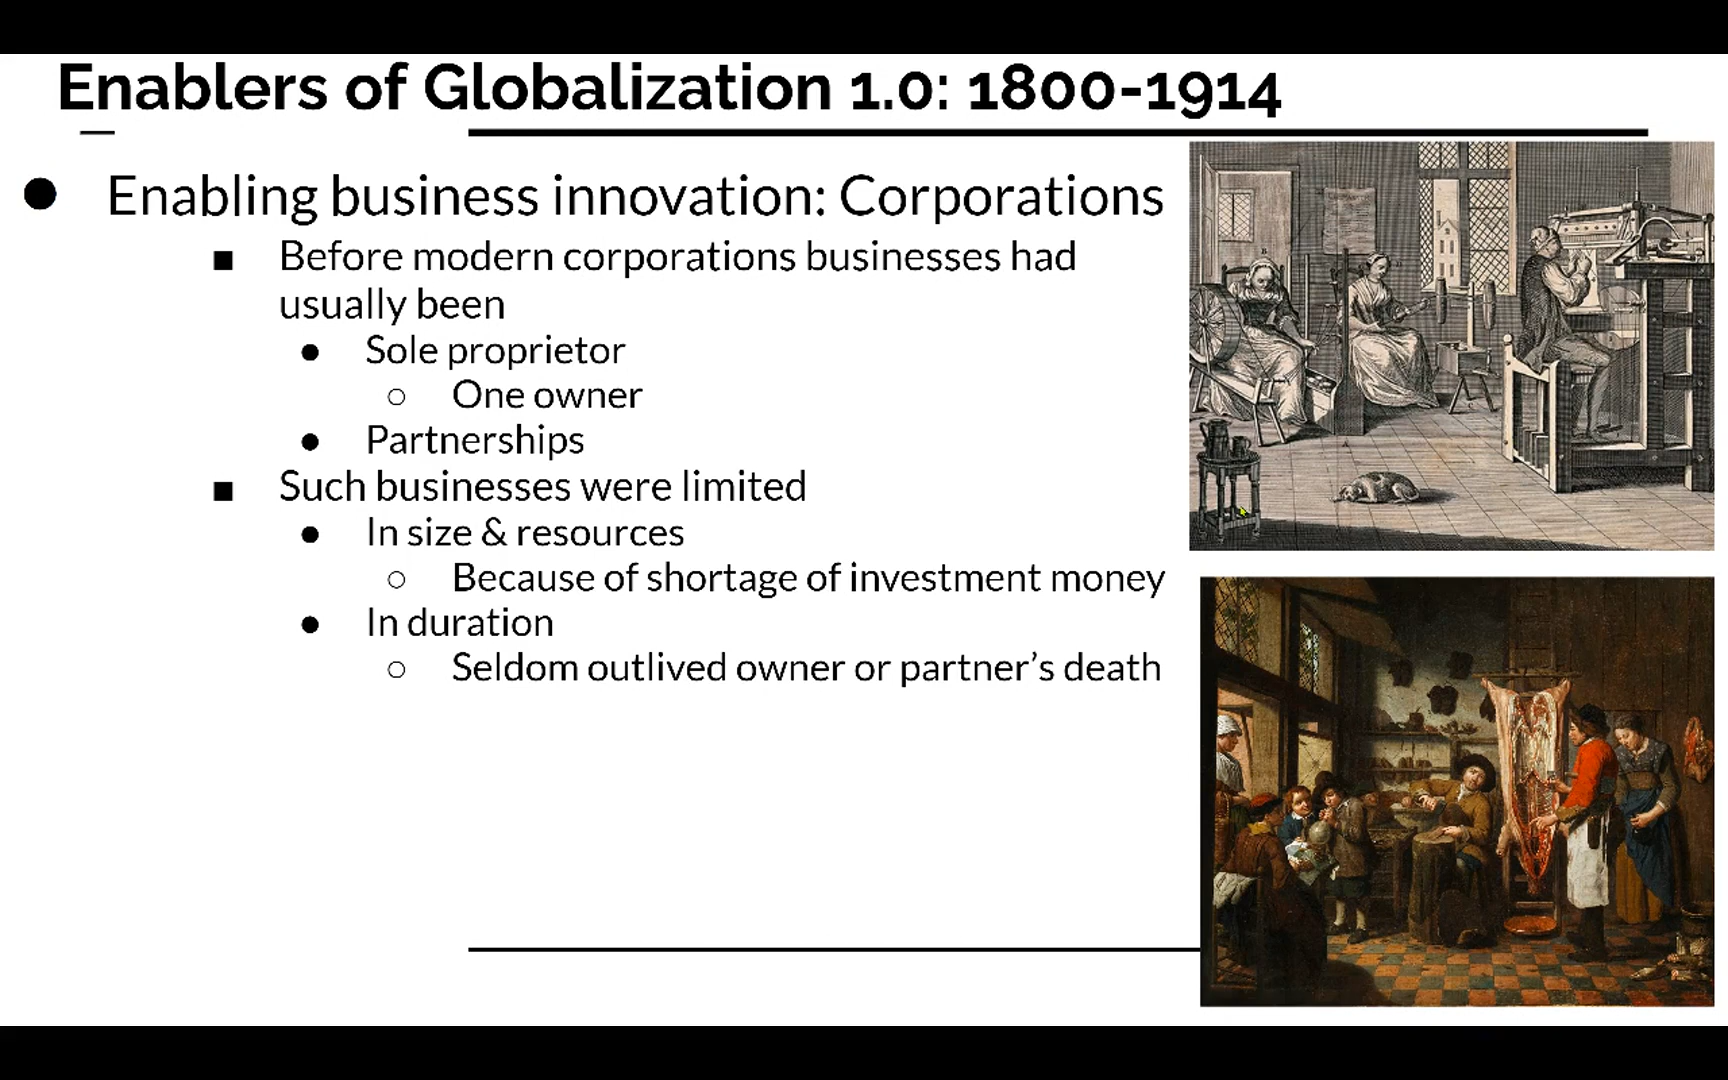 Enablers of Globalization 1.0: 1800-1914
Enabling business innovation: Corporations
Before modern corporations businesses had
usually been
Sole proprietor
One owner
Partnerships
Such businesses were limited
In size & resources
Because of shortage of investment money
In duration
Seldom outlived owner or partner’s death